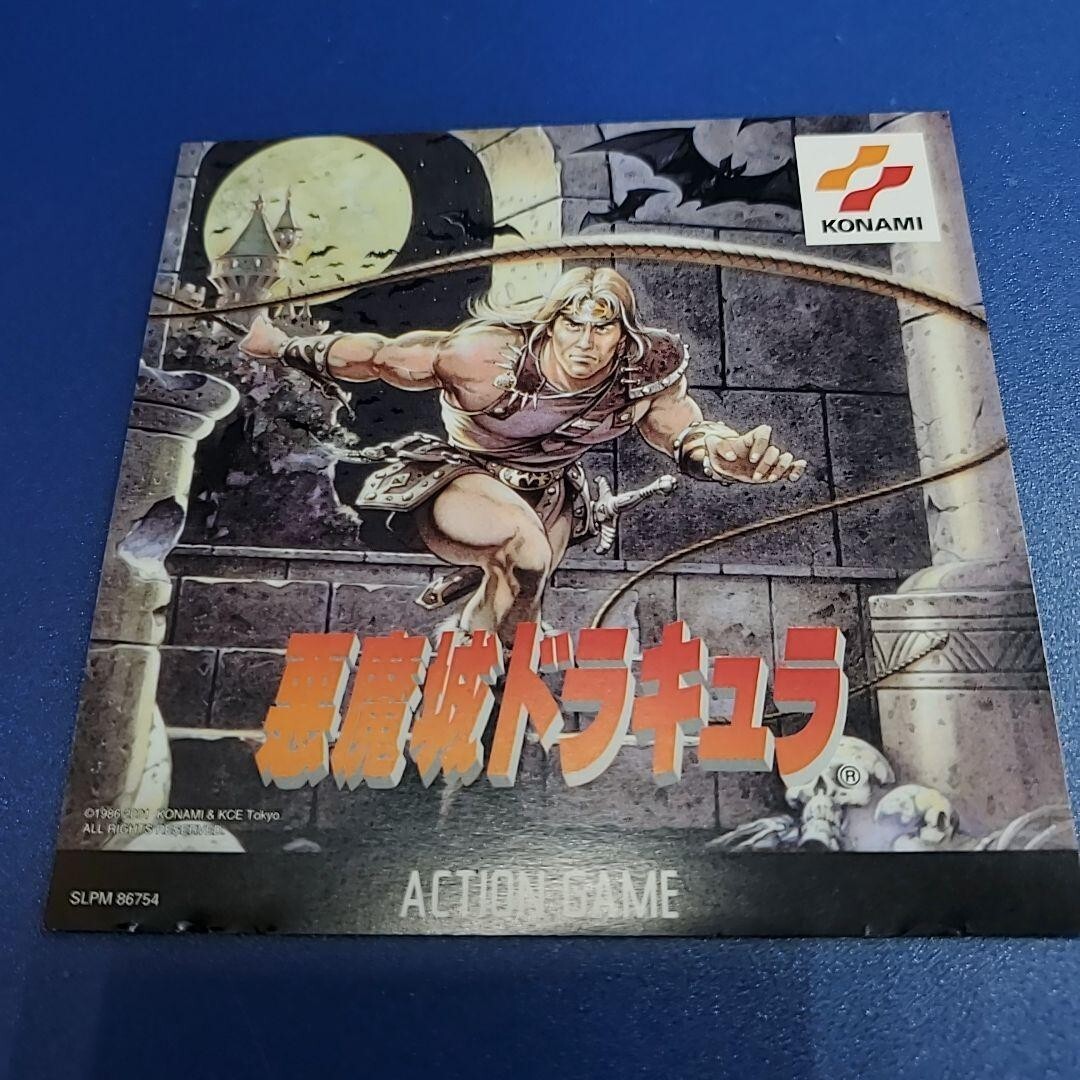 KONAMI
悪魔城ドラキュラ
®
©1986 2001 KONAMI & KCE Tokyo
ALL RIGHTS RESERVED.
SLPM 86754
ACTION GAME